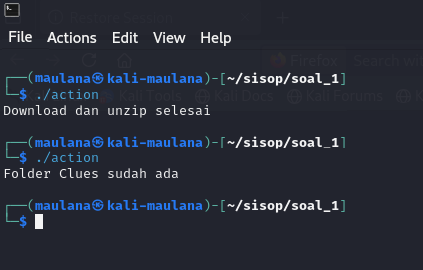 File Actions Edit View Help
┌──(maulana㉿kali-maulana)-[~/sisop/soal_1]
└─$ ./action
Download dan unzip selesai
┌──(maulana㉿kali-maulana)-[~/sisop/soal_1]
└─$ ./action
Folder Clues sudah ada
┌──(maulana㉿kali-maulana)-[~/sisop/soal_1]
└─$